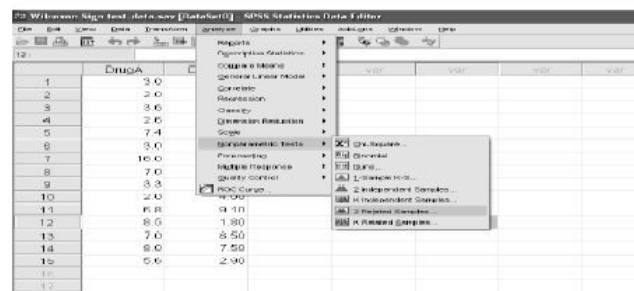 Wilcoxon Sign test data.sav [DataSet0] - SPSS Statistics Data Editor
File Edit View Data Transform Analyze Graphs Utilities Add-ons Window Help
12 :
DrugA var var var var
Reports
Descriptive Statistics
Compare Means
General Linear Model
Correlate
Regression
Classify
Dimension Reduction
Scale
Nonparametric Tests
Forecasting
Multiple Response
Quality Control
ROC Curve...
Chi-Square...
Binomial
Runs...
1-Sample K-S...
2 Independent Samples...
K Independent Samples...
2 Related Samples...
K Related Samples...
1 3.0
2 2.0
3 3.6
4 2.6
5 7.4
6 3.0
7 16.0
8 7.0
9 3.3
10 2.0 4.00
11 6.8 9.10
12 8.5 1.80
13 7.0 8.50
14 9.0 7.50
15 5.6 2.90
16
17